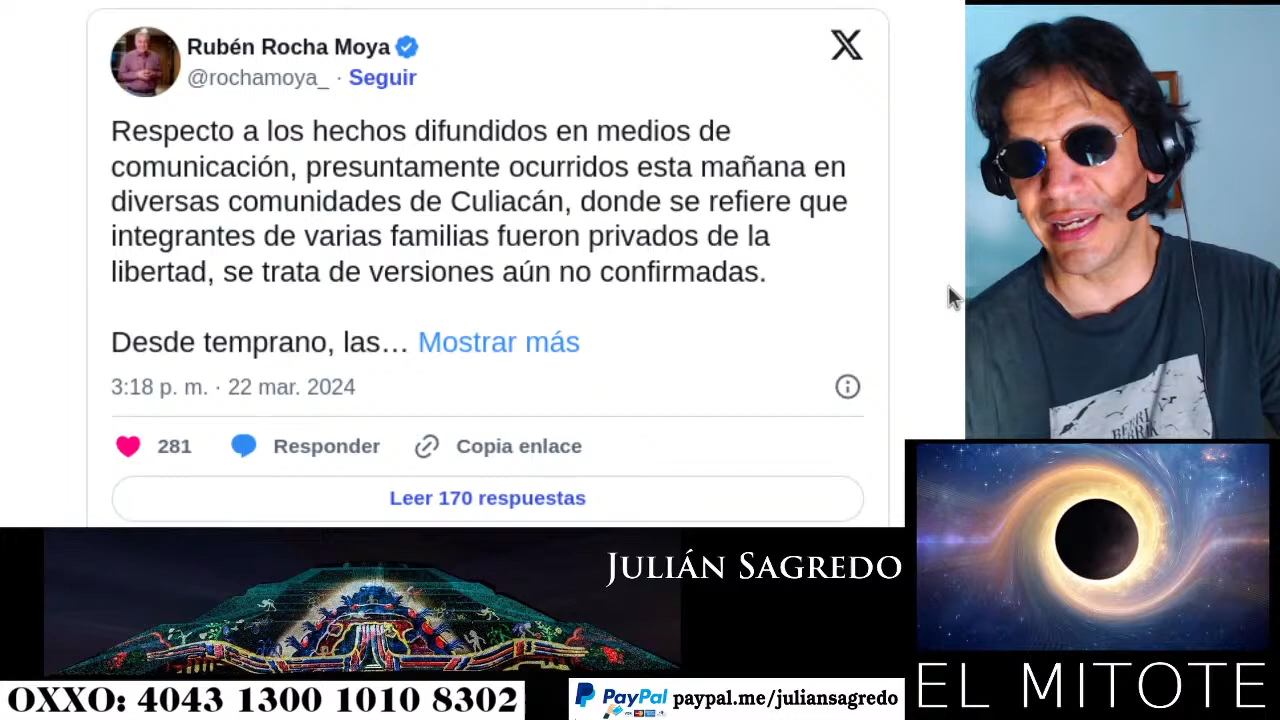 Rubén Rocha Moya
@rochamoya_ · Seguir
Respecto a los hechos difundidos en medios de
comunicación, presuntamente ocurridos esta mañana en
diversas comunidades de Culiacán, donde se refiere que
integrantes de varias familias fueron privados de la
libertad, se trata de versiones aún no confirmadas.
Desde temprano, las… Mostrar más
3:18 p. m. · 22 mar. 2024
281 Responder Copia enlace
Leer 170 respuestas
JULIÁN SAGREDO
OXXO: 4043 1300 1010 8302
PayPal paypal.me/juliansagredo
EL MITOTE